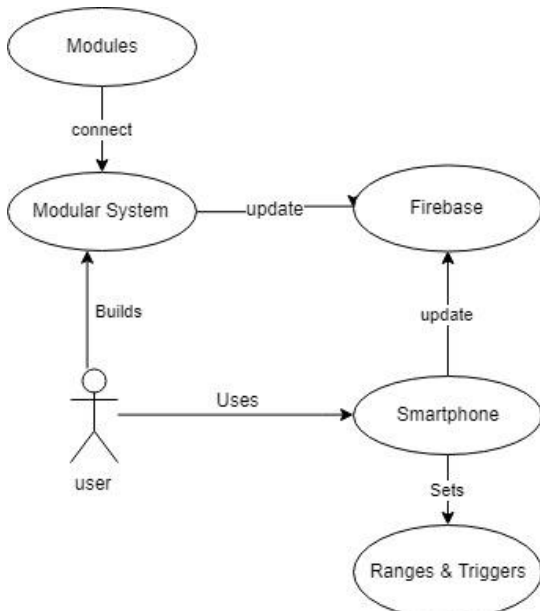 Modules
connect
Modular System
update
Firebase
Builds
update
Uses
Smartphone
user
Sets
Ranges & Triggers